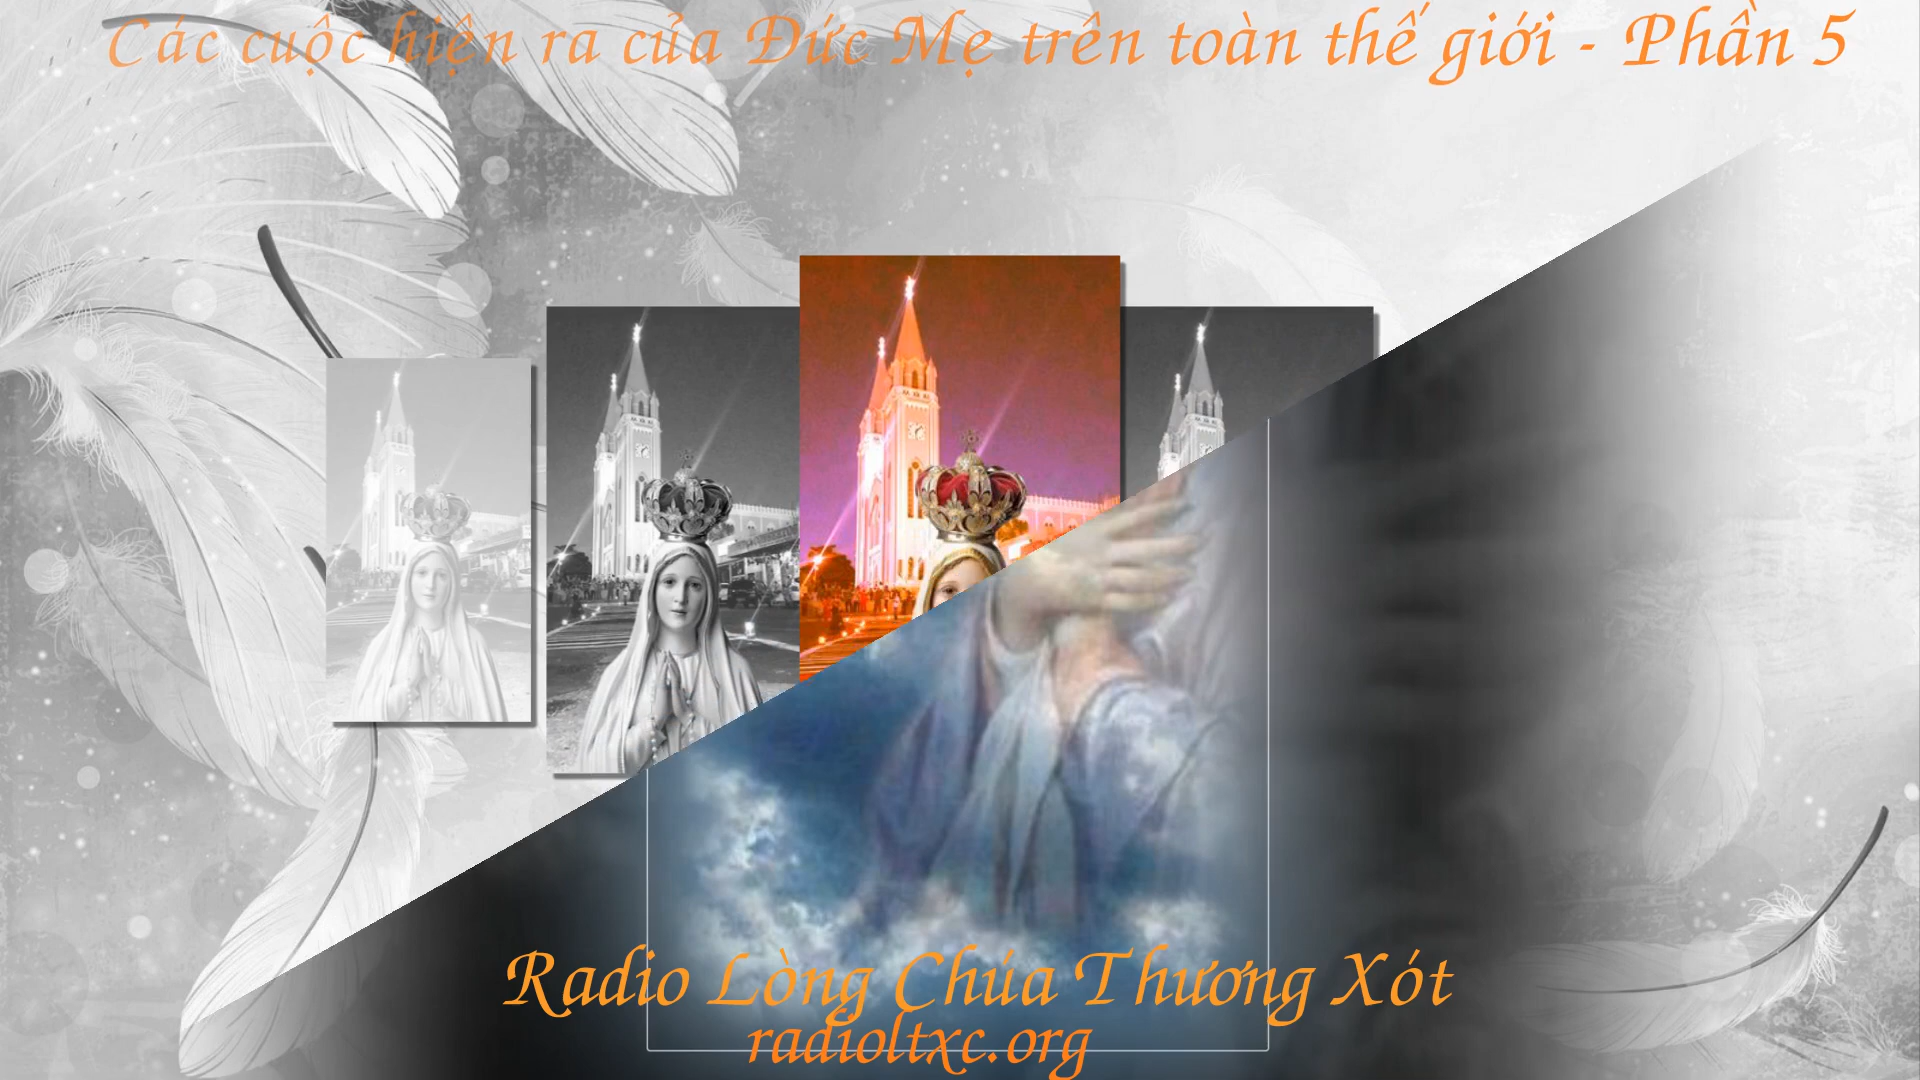 Các cuộc hiện ra của Đức Mẹ trên toàn thế giới - Phần 5
Radio Lòng Chúa Thương Xót
radioltxc.org